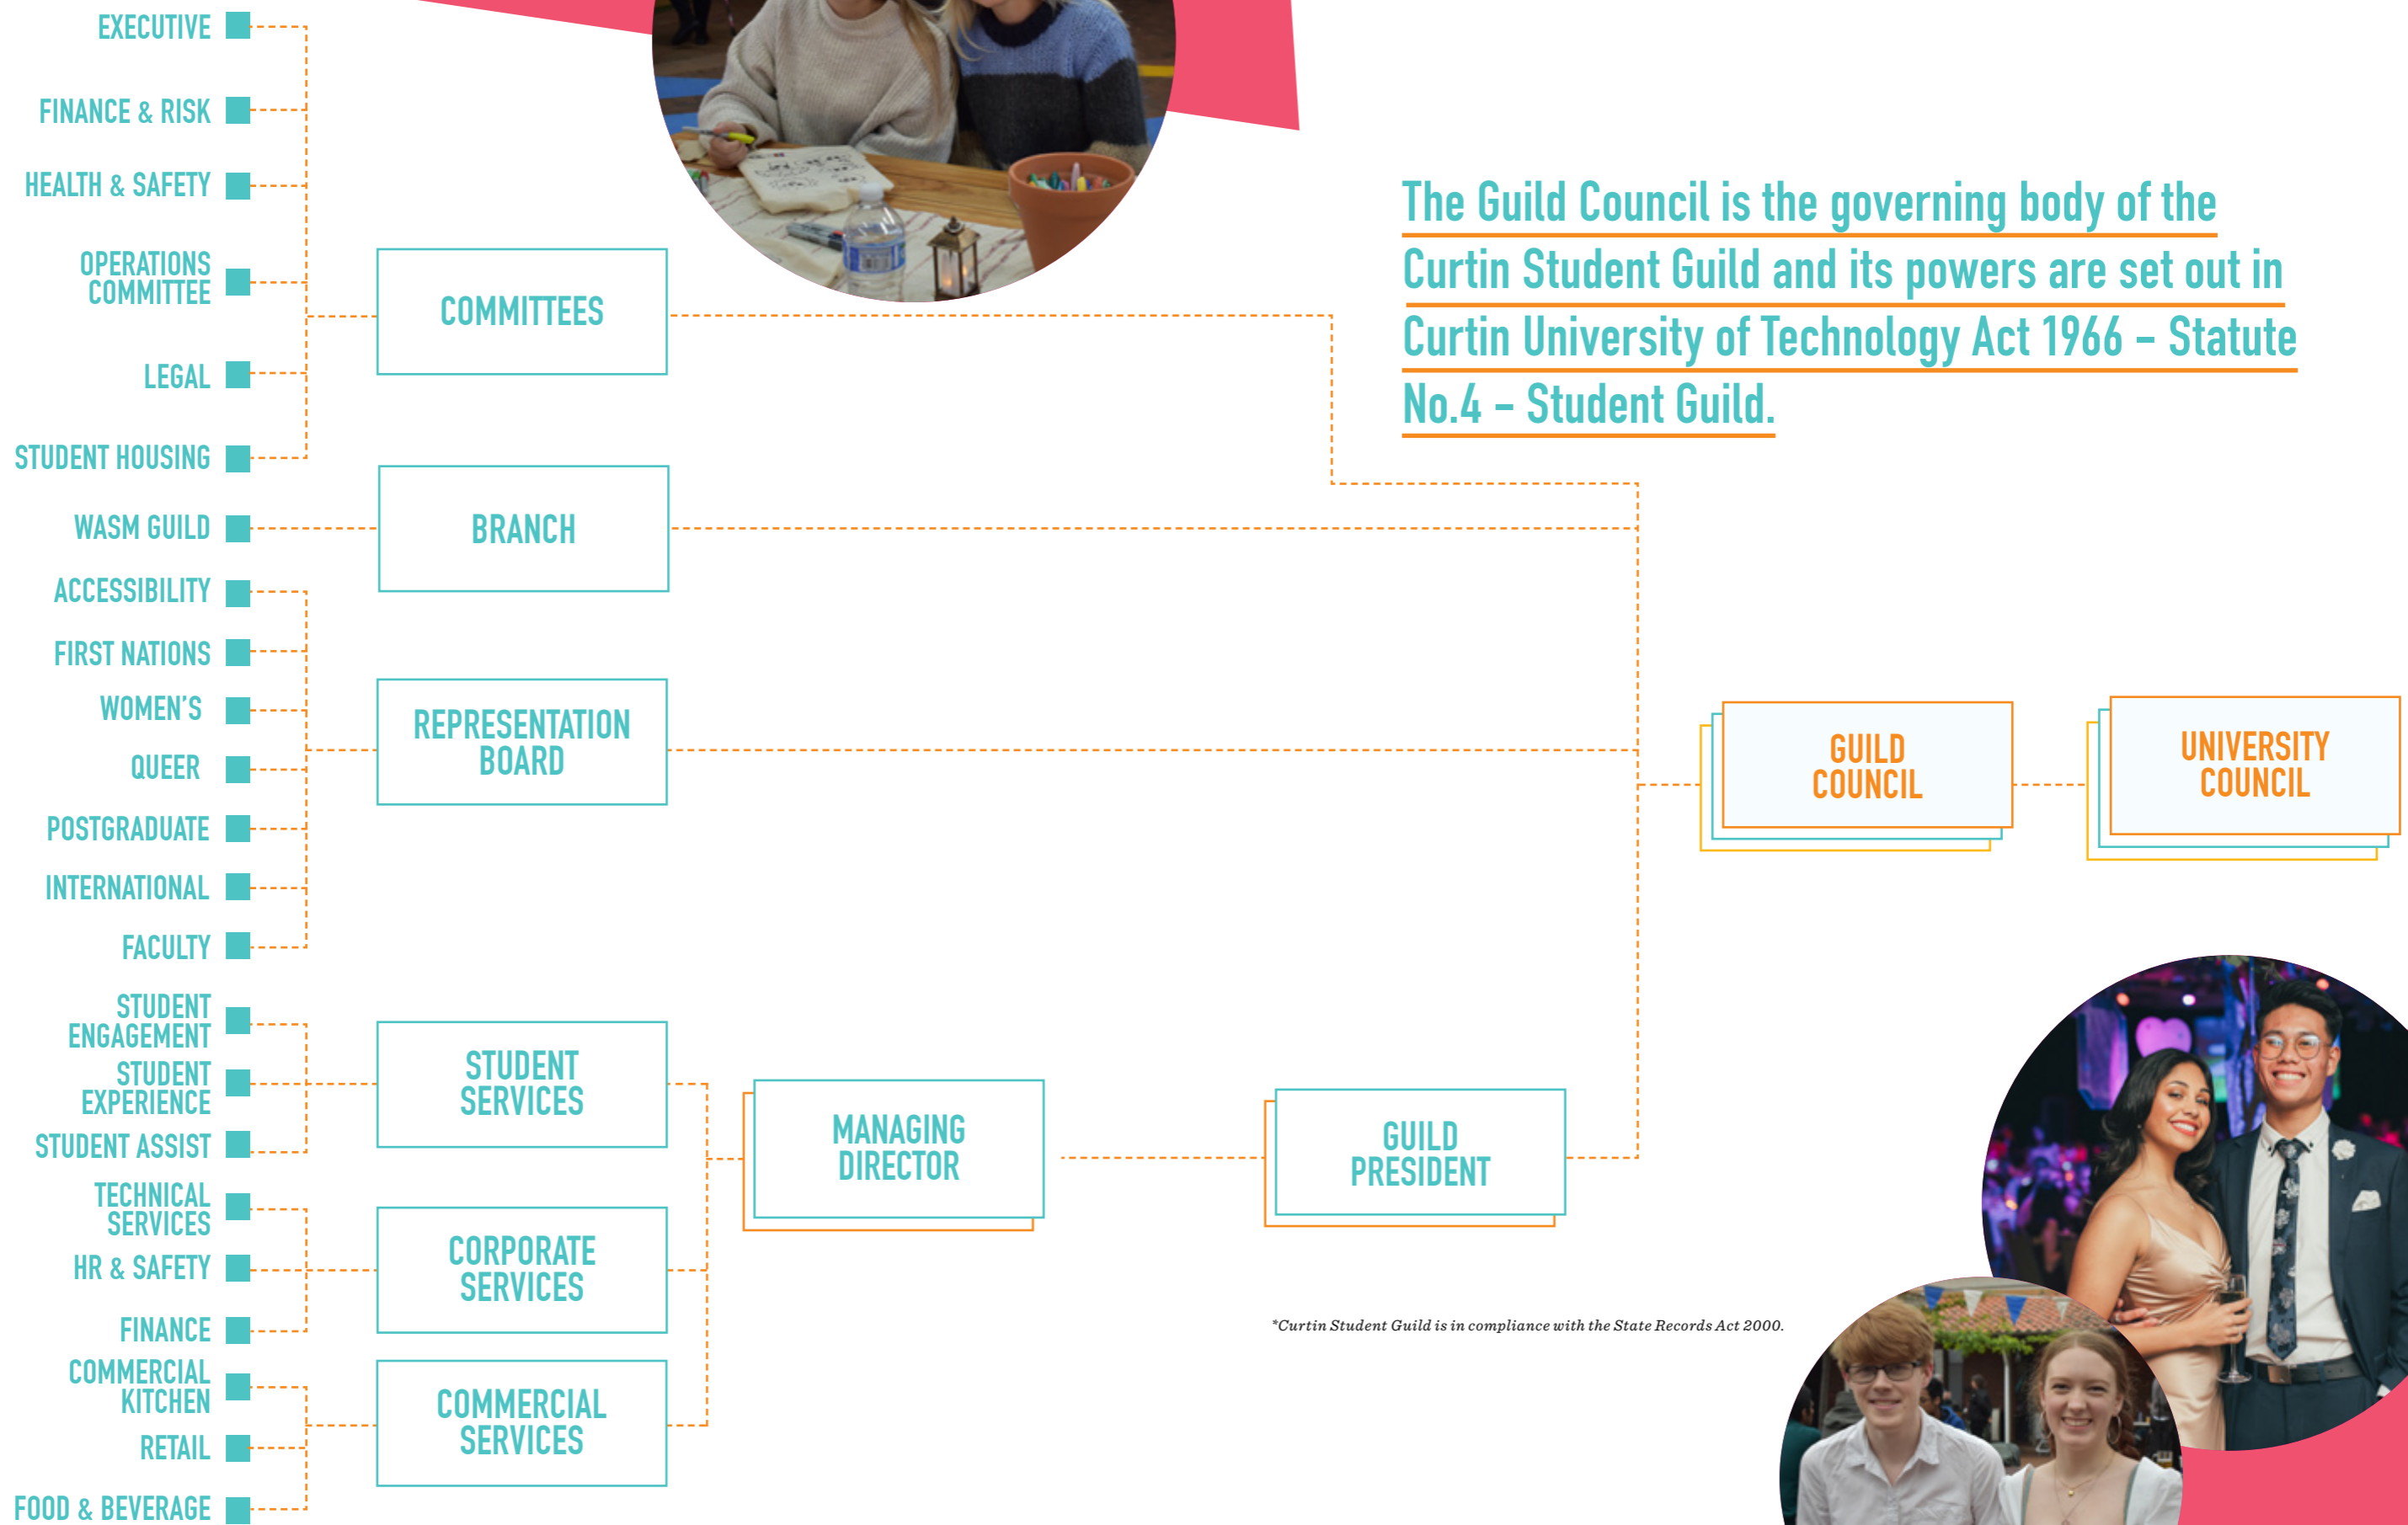 EXECUTIVE
FINANCE & RISK
HEALTH & SAFETY
OPERATIONS
COMMITTEE
LEGAL
STUDENT HOUSING
WASM GUILD
ACCESSIBILITY
FIRST NATIONS
WOMEN'S
QUEER
POSTGRADUATE
INTERNATIONAL
FACULTY
STUDENT
ENGAGEMENT
STUDENT
EXPERIENCE
STUDENT ASSIST
TECHNICAL
SERVICES
HR & SAFETY
FINANCE
COMMERCIAL
KITCHEN
RETAIL
FOOD & BEVERAGE
COMMITTEES
BRANCH
REPRESENTATION
BOARD
STUDENT
SERVICES
CORPORATE
SERVICES
COMMERCIAL
SERVICES
MANAGING
DIRECTOR
GUILD
PRESIDENT
The Guild Council is the governing body of the
Curtin Student Guild and its powers are set out in
Curtin University of Technology Act 1966 – Statute
No.4 – Student Guild.
GUILD
COUNCIL
UNIVERSITY
COUNCIL
*Curtin Student Guild is in compliance with the State Records Act 2000.